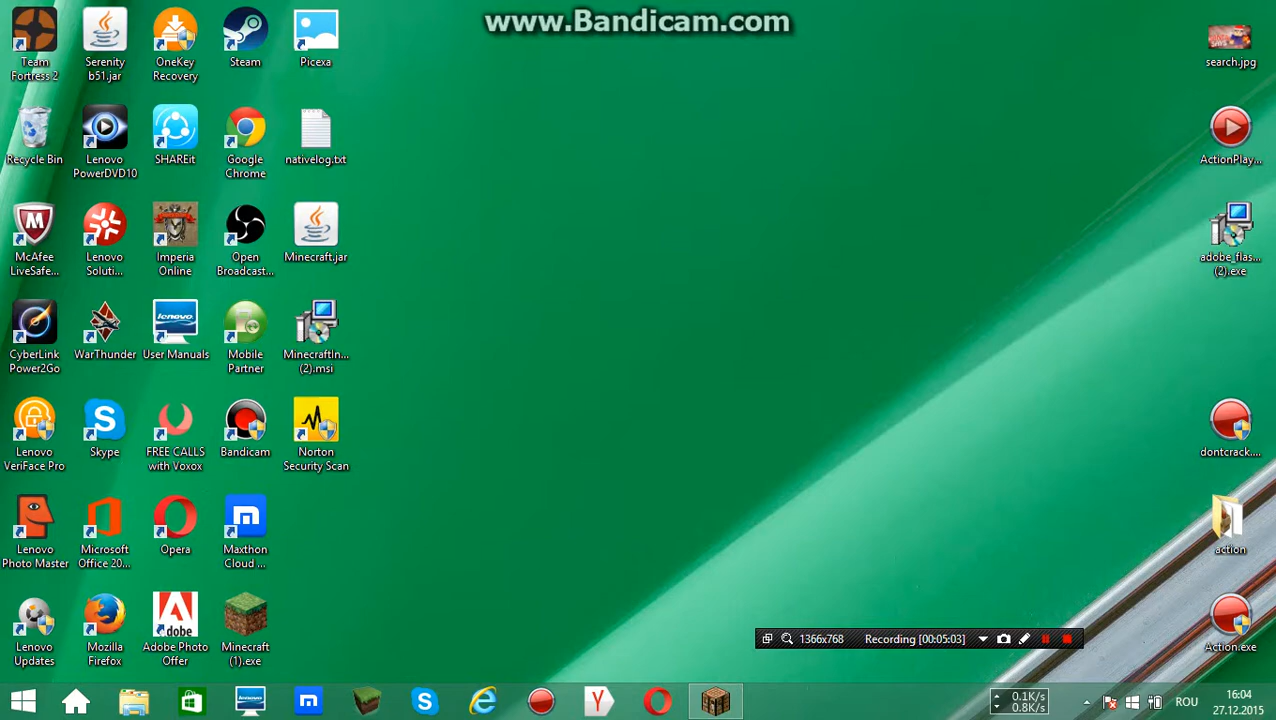 www.Bandicam.com
Team
Fortress 2
Serenity
b51.jar
OneKey
Recovery
Steam
Picexa
search.jpg
Recycle Bin
Lenovo
PowerDVD10
SHAREit
Google
Chrome
nativelog.txt
ActionPlay...
McAfee
LiveSafe...
Lenovo
Soluti...
Imperia
Online
Open
Broadcast...
Minecraft.jar
adobe_flas...
(2).exe
CyberLink
Power2Go
WarThunder
lenovo
User Manuals
Mobile
Partner
MinecraftIn...
(2).msi
Lenovo
VeriFace Pro
Skype
FREE CALLS
with Voxox
Bandicam
Norton
Security Scan
dontcrack....
Lenovo
Photo Master
Microsoft
Office 20...
Opera
Maxthon
Cloud ...
action
Lenovo
Updates
Mozilla
Firefox
Adobe
Adobe Photo
Offer
Minecraft
(1).exe
1366x768 Recording [00:05:03]
Action.exe
0.1K/s
0.8K/s
ROU
16:04
27.12.2015